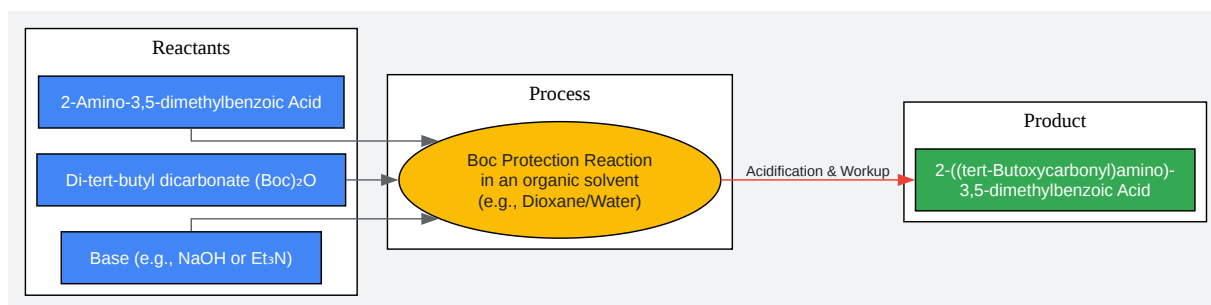 Reactants
2-Amino-3,5-dimethylbenzoic Acid
Di-tert-butyl dicarbonate (Boc)₂O
Base (e.g., NaOH or Et₃N)
Process
Boc Protection Reaction
in an organic solvent
(e.g., Dioxane/Water)
Acidification & Workup
Product
2-((tert-Butoxycarbonyl)amino)-
3,5-dimethylbenzoic Acid